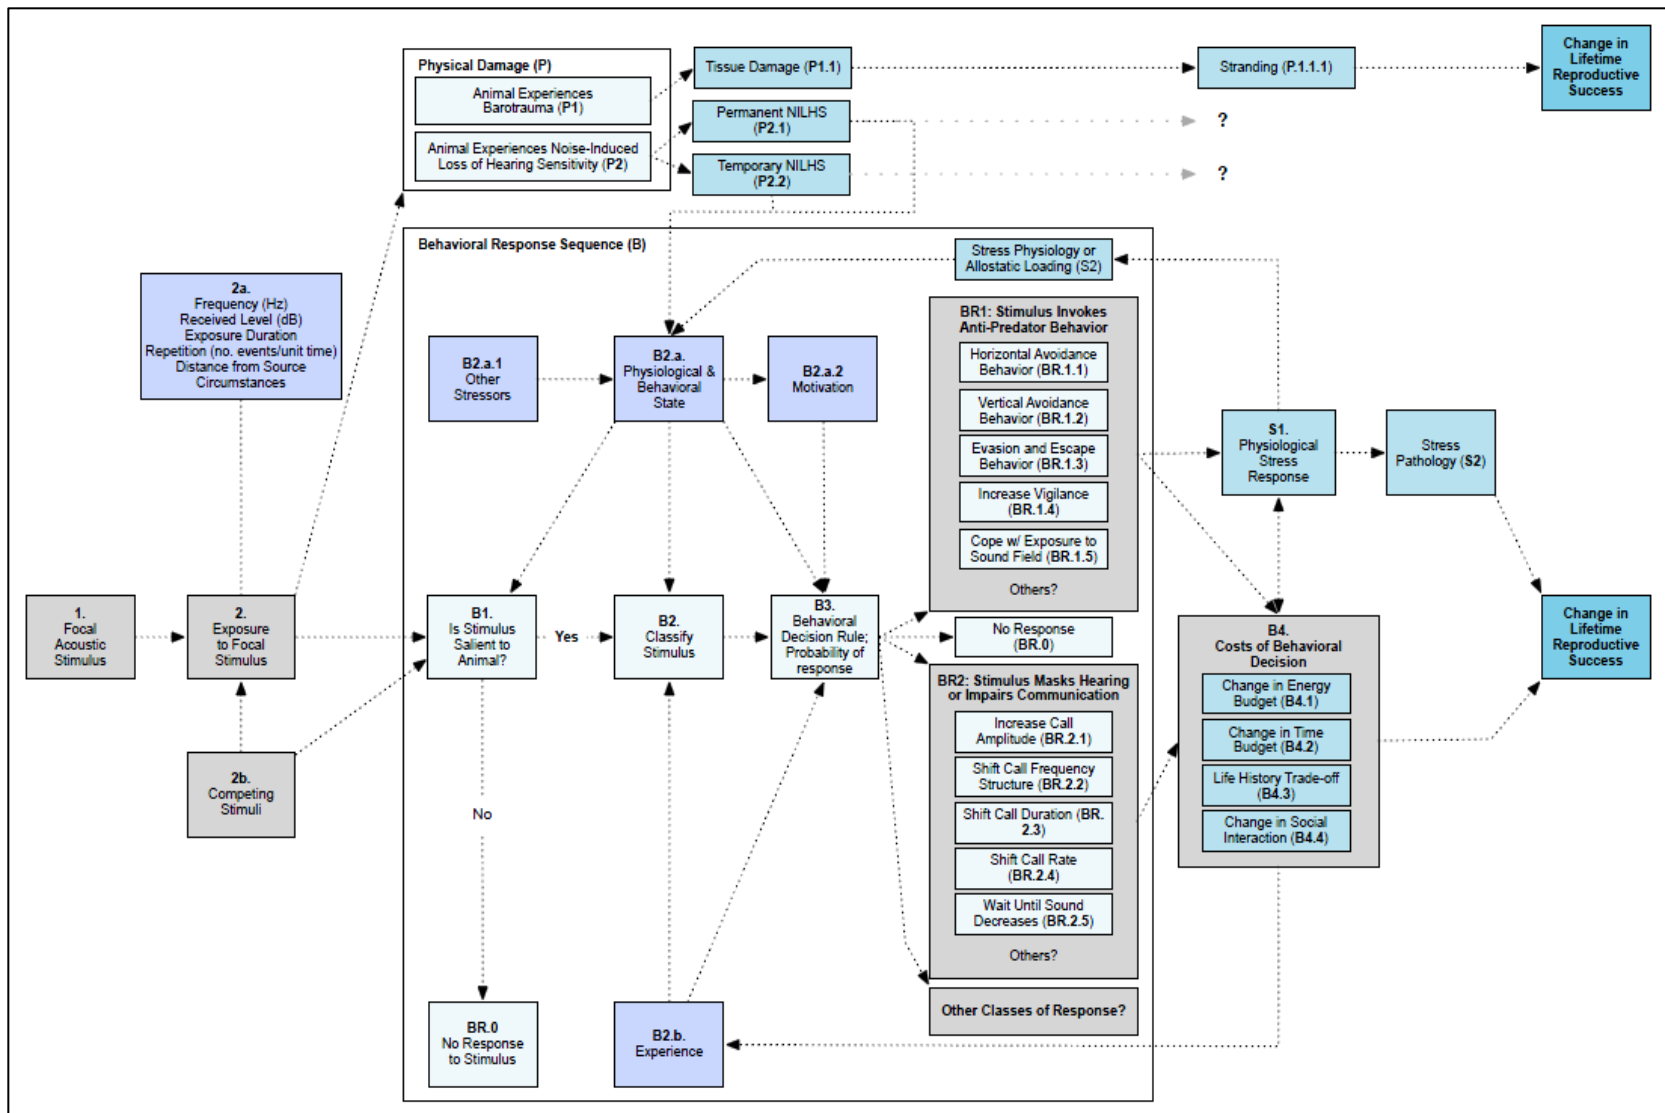 Physical Damage (P)
Animal Experiences
Barotrauma (P1)
Animal Experiences Noise-Induced
Loss of Hearing Sensitivity (P2)
Tissue Damage (P1.1)
Permanent NILHS
(P2.1)
Temporary NILHS
(P2.2)
Stranding (P.1.1.1)
?
?
Change in
Lifetime
Reproductive
Success
Behavioral Response Sequence (B)
Stress Physiology or
Allostatic Loading (S2)
2a.
Frequency (Hz)
Received Level (dB)
Exposure Duration
Repetition (no. events/unit time)
Distance from Source
Circumstances
B2.a.1
Other
Stressors
B2.a.
Physiological &
Behavioral
State
B2.a.2
Motivation
BR1: Stimulus Invokes
Anti-Predator Behavior
Horizontal Avoidance
Behavior (BR.1.1)
Vertical Avoidance
Behavior (BR.1.2)
Evasion and Escape
Behavior (BR.1.3)
Increase Vigilance
(BR.1.4)
Cope w/ Exposure to
Sound Field (BR.1.5)
Others?
S1.
Physiological
Stress
Response
Stress
Pathology (S2)
1.
Focal
Acoustic
Stimulus
2.
Exposure
to Focal
Stimulus
B1.
Is Stimulus
Salient to
Animal?
Yes
B2.
Classify
Stimulus
B3.
Behavioral
Decision Rule;
Probability of
response
No Response
(BR.0)
BR2: Stimulus Masks Hearing
or Impairs Communication
Increase Call
Amplitude (BR.2.1)
Shift Call Frequency
Structure (BR.2.2)
Shift Call Duration (BR.
2.3)
Shift Call Rate
(BR.2.4)
Wait Until Sound
Decreases (BR.2.5)
Others?
Other Classes of Response?
B4.
Costs of Behavioral
Decision
Change in Energy
Budget (B4.1)
Change in Time
Budget (B4.2)
Life History Trade-off
(B4.3)
Change in Social
Interaction (B4.4)
Change in
Lifetime
Reproductive
Success
2b.
Competing
Stimuli
No
BR.0
No Response
to Stimulus
B2.b.
Experience